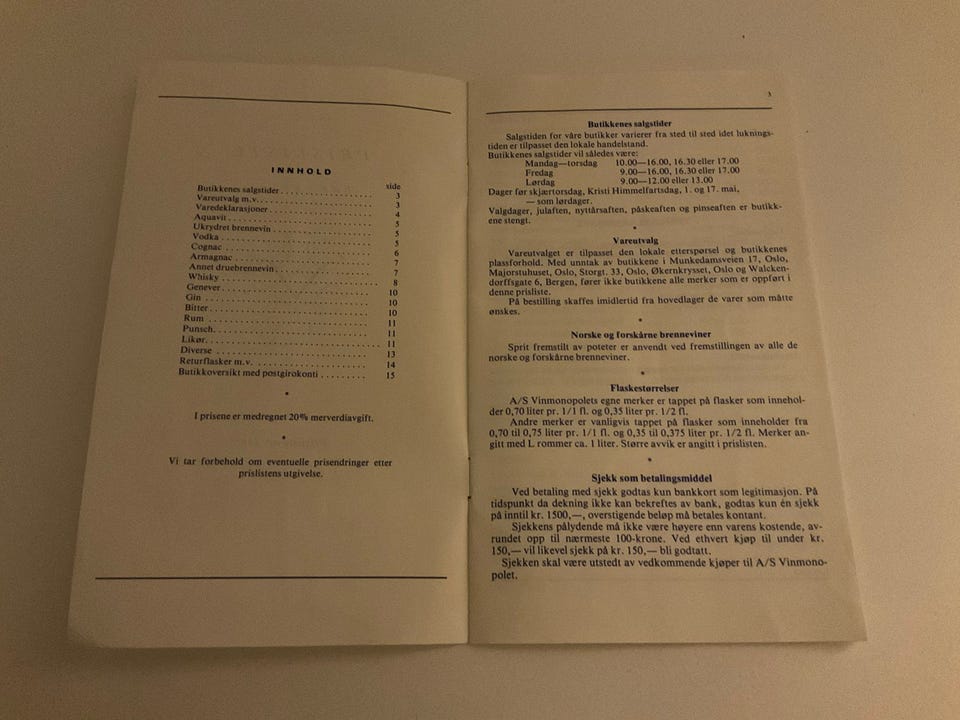 INNHOLD
side
Butikkenes salgstider . . . . . . . . . . . . . . . 3
Vareutvalg m.v. . . . . . . . . . . . . . . . . . . 3
Varedeklarasjoner . . . . . . . . . . . . . . . . . 4
Aquavit . . . . . . . . . . . . . . . . . . . . . . 5
Ukrydret brennevin . . . . . . . . . . . . . . . . 5
Vodka . . . . . . . . . . . . . . . . . . . . . . . 5
Cognac . . . . . . . . . . . . . . . . . . . . . . 6
Armagnac . . . . . . . . . . . . . . . . . . . . . 7
Annet druebrennevin . . . . . . . . . . . . . . . . 7
Whisky . . . . . . . . . . . . . . . . . . . . . . 8
Genever . . . . . . . . . . . . . . . . . . . . . . 10
Gin . . . . . . . . . . . . . . . . . . . . . . . . 10
Bitter . . . . . . . . . . . . . . . . . . . . . . 10
Rum . . . . . . . . . . . . . . . . . . . . . . . . 11
Punsch . . . . . . . . . . . . . . . . . . . . . . 11
Likør . . . . . . . . . . . . . . . . . . . . . . . 11
Diverse . . . . . . . . . . . . . . . . . . . . . . 13
Returflasker m.v. . . . . . . . . . . . . . . . . . 14
Butikkoversikt med postgirokonti . . . . . . . . . 15
•
I prisene er medregnet 20% merverdiavgift.
•
Vi tar forbehold om eventuelle prisendringer etter
prislistens utgivelse.
3
Butikkenes salgstider
Salgstiden for våre butikker varierer fra sted til sted idet luknings-
tiden er tilpasset den lokale handelstand.
Butikkenes salgstider vil således være:
Mandag—torsdag 10.00—16.00, 16.30 eller 17.00
Fredag 9.00—16.00, 16.30 eller 17.00
Lørdag 9.00—12.00 eller 13.00
Dager før skjærtorsdag, Kristi Himmelfartsdag, 1. og 17. mai,
— som lørdager.
Valgdager, julaften, nyttårsaften, påskeaften og pinseaften er butikk-
ene stengt.
•
Vareutvalg
Vareutvalget er tilpasset den lokale etterspørsel og butikkenes
plassforhold. Med unntak av butikkene i Munkedamsveien 17, Oslo,
Majorstuhuset, Oslo, Storgt. 33, Oslo, Økernkrysset, Oslo og Walcken-
dorffsgate 6, Bergen, fører ikke butikkene alle merker som er oppført i
denne prisliste.
På bestilling skaffes imidlertid fra hovedlager de varer som måtte
ønskes.
•
Norske og forskårne brenneviner
Sprit fremstilt av poteter er anvendt ved fremstillingen av alle de
norske og forskårne brenneviner.
•
Flaskestørrelser
A/S Vinmonopolets egne merker er tappet på flasker som innehol-
der 0,70 liter pr. 1/1 fl. og 0,35 liter pr. 1/2 fl.
Andre merker er vanligvis tappet på flasker som inneholder fra
0,70 til 0,75 liter pr. 1/1 fl. og 0,35 til 0,375 liter pr. 1/2 fl. Merker an-
gitt med L rommer ca. 1 liter. Større avvik er angitt i prislisten.
•
Sjekk som betalingsmiddel
Ved betaling med sjekk godtas kun bankkort som legitimasjon. På
tidspunkt da dekning ikke kan bekreftes av bank, godtas kun én sjekk
på inntil kr. 1500,—, overstigende beløp må betales kontant.
Sjekkens pålydende må ikke være høyere enn varens kostende, av-
rundet opp til nærmeste 100-krone. Ved ethvert kjøp til under kr.
150,— vil likevel sjekk på kr. 150,— bli godtatt.
Sjekken skal være utstedt av vedkommende kjøper til A/S Vinmono-
polet.